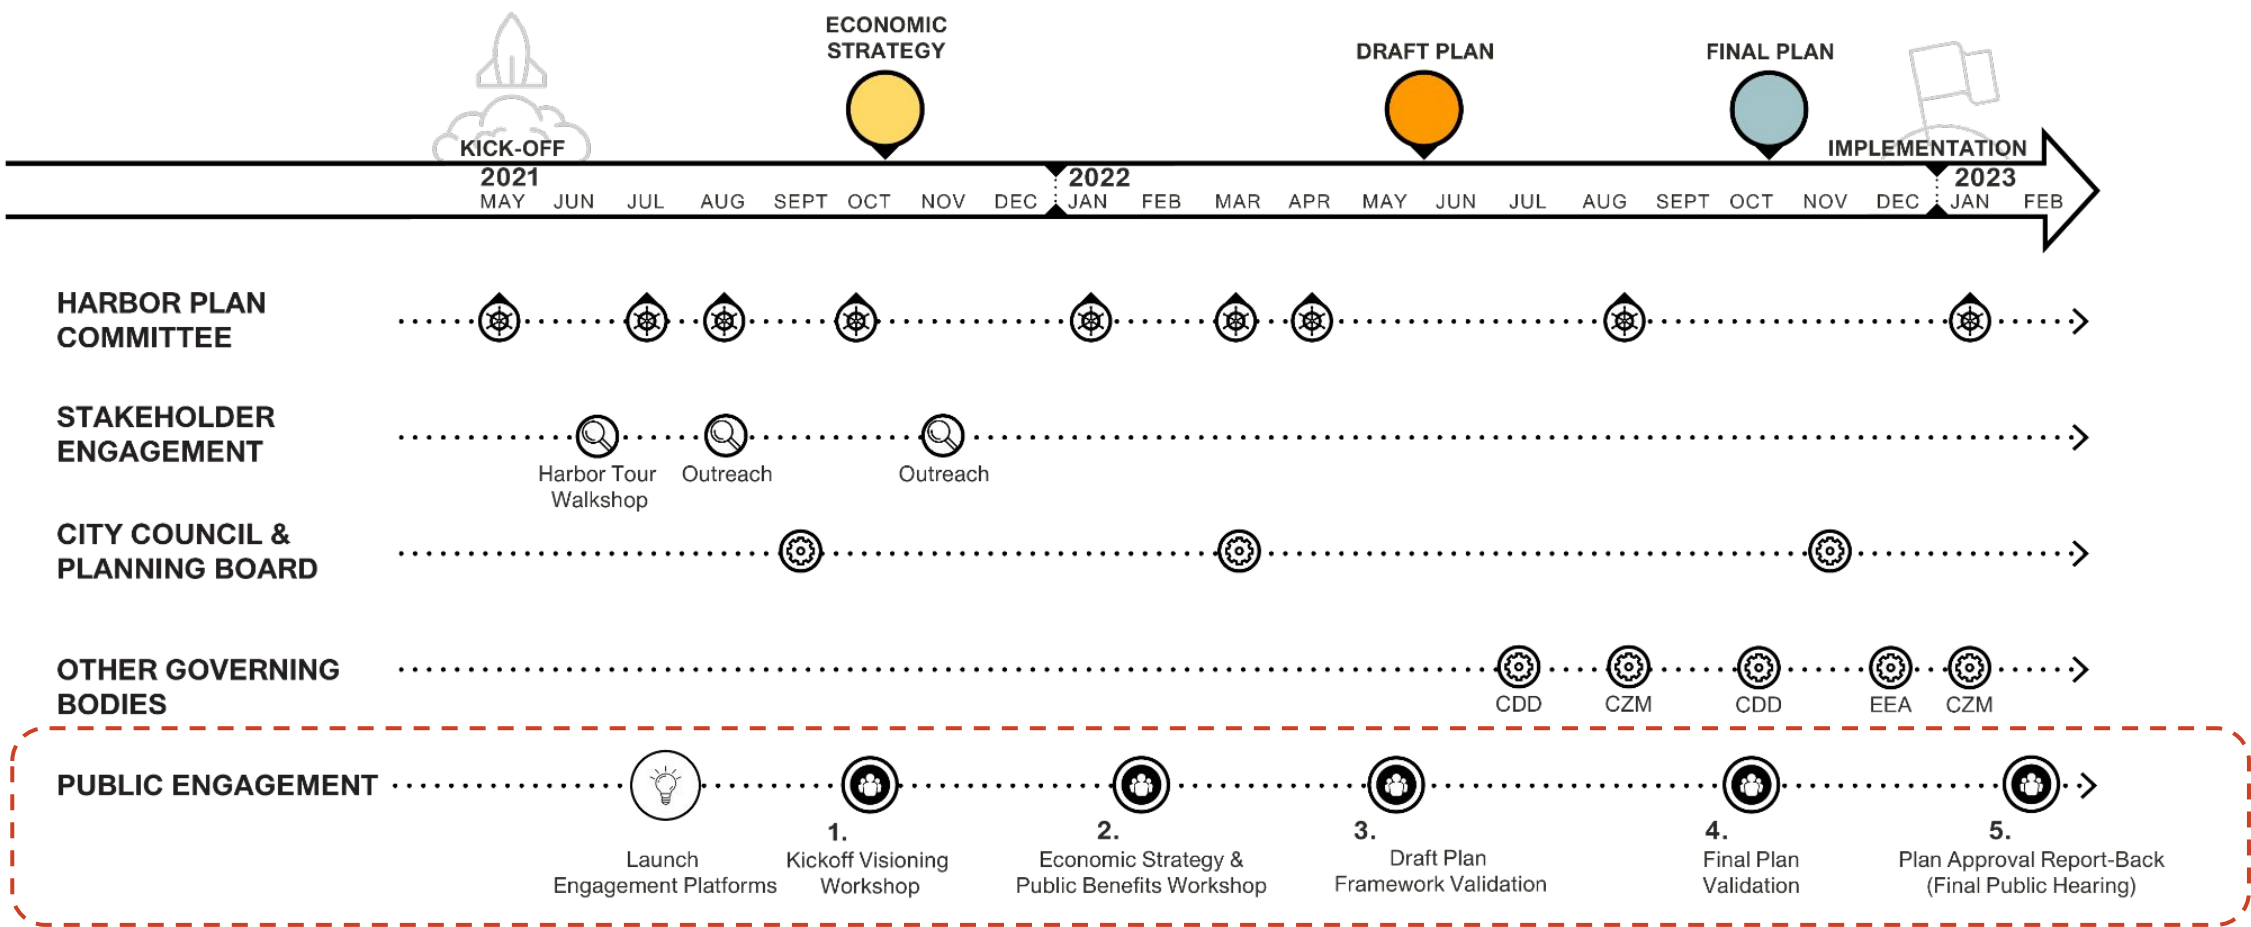 ECONOMIC
STRATEGY
DRAFT PLAN
FINAL PLAN
KICK-OFF
IMPLEMENTATION
2021
2022
2023
MAY JUN JUL AUG SEPT OCT NOV DEC JAN FEB MAR APR MAY JUN JUL AUG SEPT OCT NOV DEC JAN FEB
HARBOR PLAN
COMMITTEE
STAKEHOLDER
ENGAGEMENT
Harbor Tour
Walkshop
Outreach
Outreach
CITY COUNCIL &
PLANNING BOARD
OTHER GOVERNING
BODIES
CDD
CZM
CDD
EEA
CZM
PUBLIC ENGAGEMENT
Launch
Engagement Platforms
1.
Kickoff Visioning
Workshop
2.
Economic Strategy &
Public Benefits Workshop
3.
Draft Plan
Framework Validation
4.
Final Plan
Validation
5.
Plan Approval Report-Back
(Final Public Hearing)